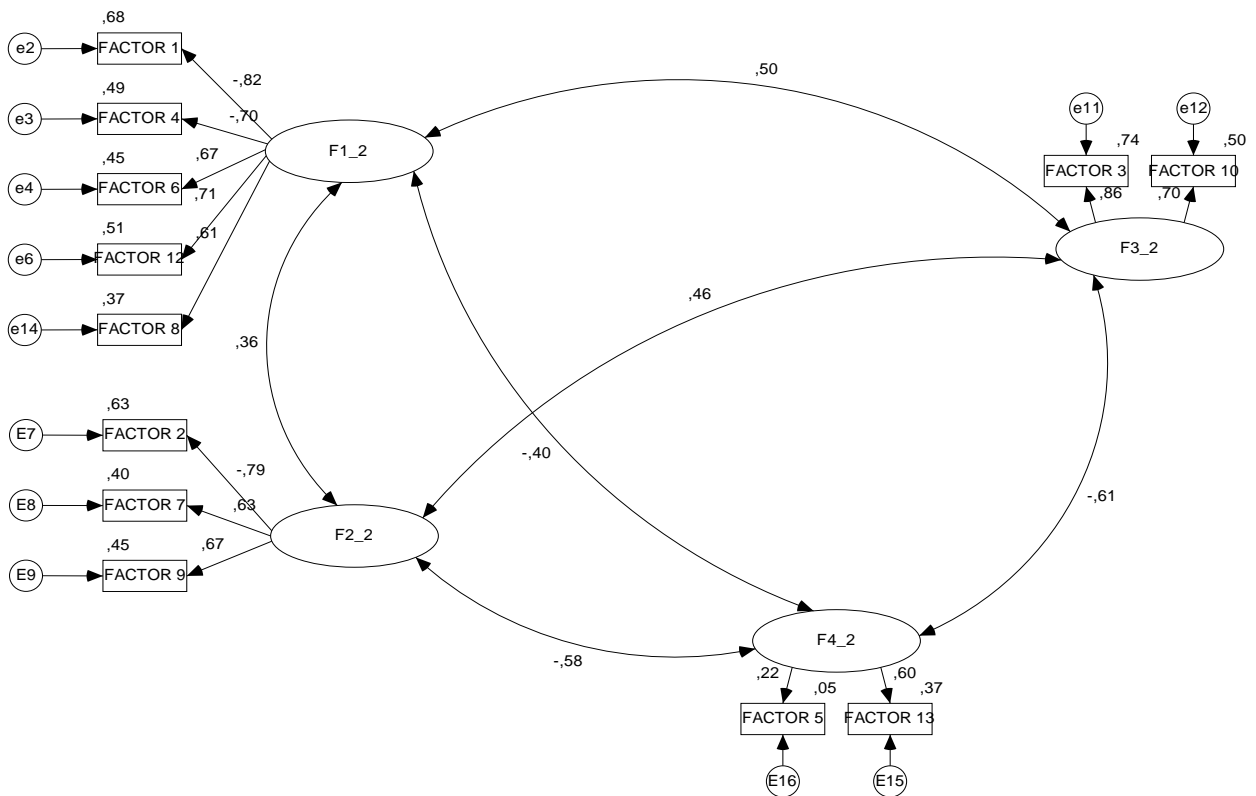 ,68
e2
FACTOR 1
-,82
,49
e3
FACTOR 4
-,70
,45
e4
FACTOR 6
,67
,51
e6
FACTOR 12
,71
,37
e14
FACTOR 8
,61
F1_2
,50
e11
e12
,74
,50
FACTOR 3
FACTOR 10
,86
,70
F3_2
,46
,36
-,40
-,61
,63
E7
FACTOR 2
-,79
,40
E8
FACTOR 7
,63
,45
E9
FACTOR 9
,67
F2_2
-,58
F4_2
,22
,60
,05
,37
FACTOR 5
FACTOR 13
E16
E15